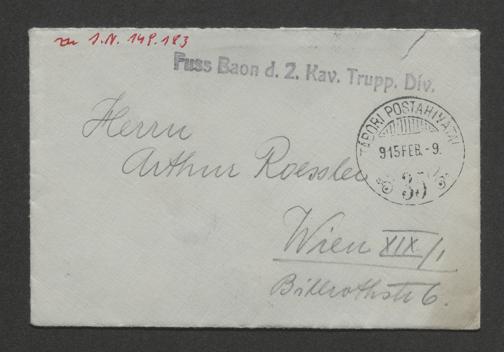 zu I.N. 149.183
Fuss Baon d. 2. Kav. Trupp. Div.
TÁBORI POSTAHIVATAL
915 FEB. -9.
35
Herrn
Arthur Roessler
Wien XIX/1
Billrothstr 6.